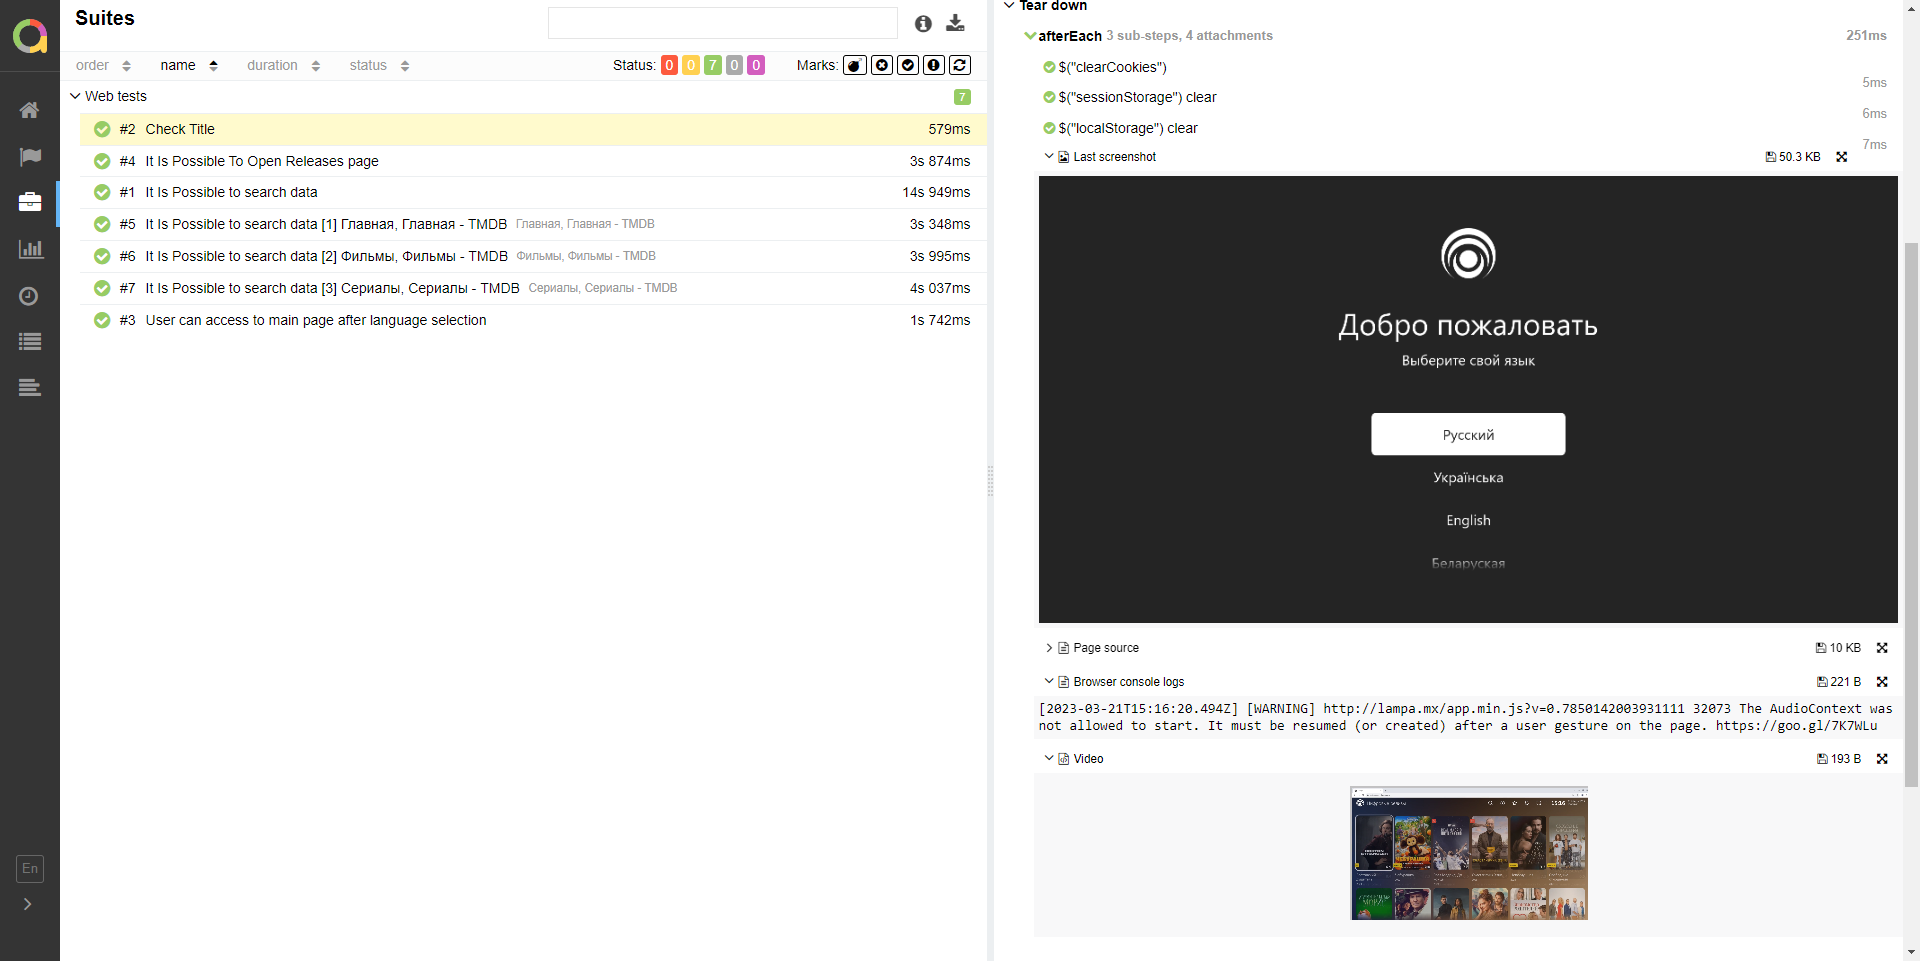 Suites
order name duration status
Status: 0 0 7 0 0 Marks:
Web tests 7
#2 Check Title 579ms
#4 It Is Possible To Open Releases page 3s 874ms
#1 It Is Possible to search data 14s 949ms
#5 It Is Possible to search data [1] Главная, Главная - TMDB Главная, Главная - TMDB 3s 348ms
#6 It Is Possible to search data [2] Фильмы, Фильмы - TMDB Фильмы, Фильмы - TMDB 3s 995ms
#7 It Is Possible to search data [3] Сериалы, Сериалы - TMDB Сериалы, Сериалы - TMDB 4s 037ms
#3 User can access to main page after language selection 1s 742ms
En
Tear down
afterEach 3 sub-steps, 4 attachments 251ms
$("clearCookies")
5ms
$("sessionStorage") clear
6ms
$("localStorage") clear
7ms
Last screenshot 50.3 KB
Добро пожаловать
Выберите свой язык
Русский
Українська
English
Беларуская
Page source 10 KB
Browser console logs 221 B
[2023-03-21T15:16:20.494Z] [WARNING] http://lampa.mx/app.min.js?v=0.7850142003931111 32073 The AudioContext was
not allowed to start. It must be resumed (or created) after a user gesture on the page. https://goo.gl/7K7WLu
Video 193 B